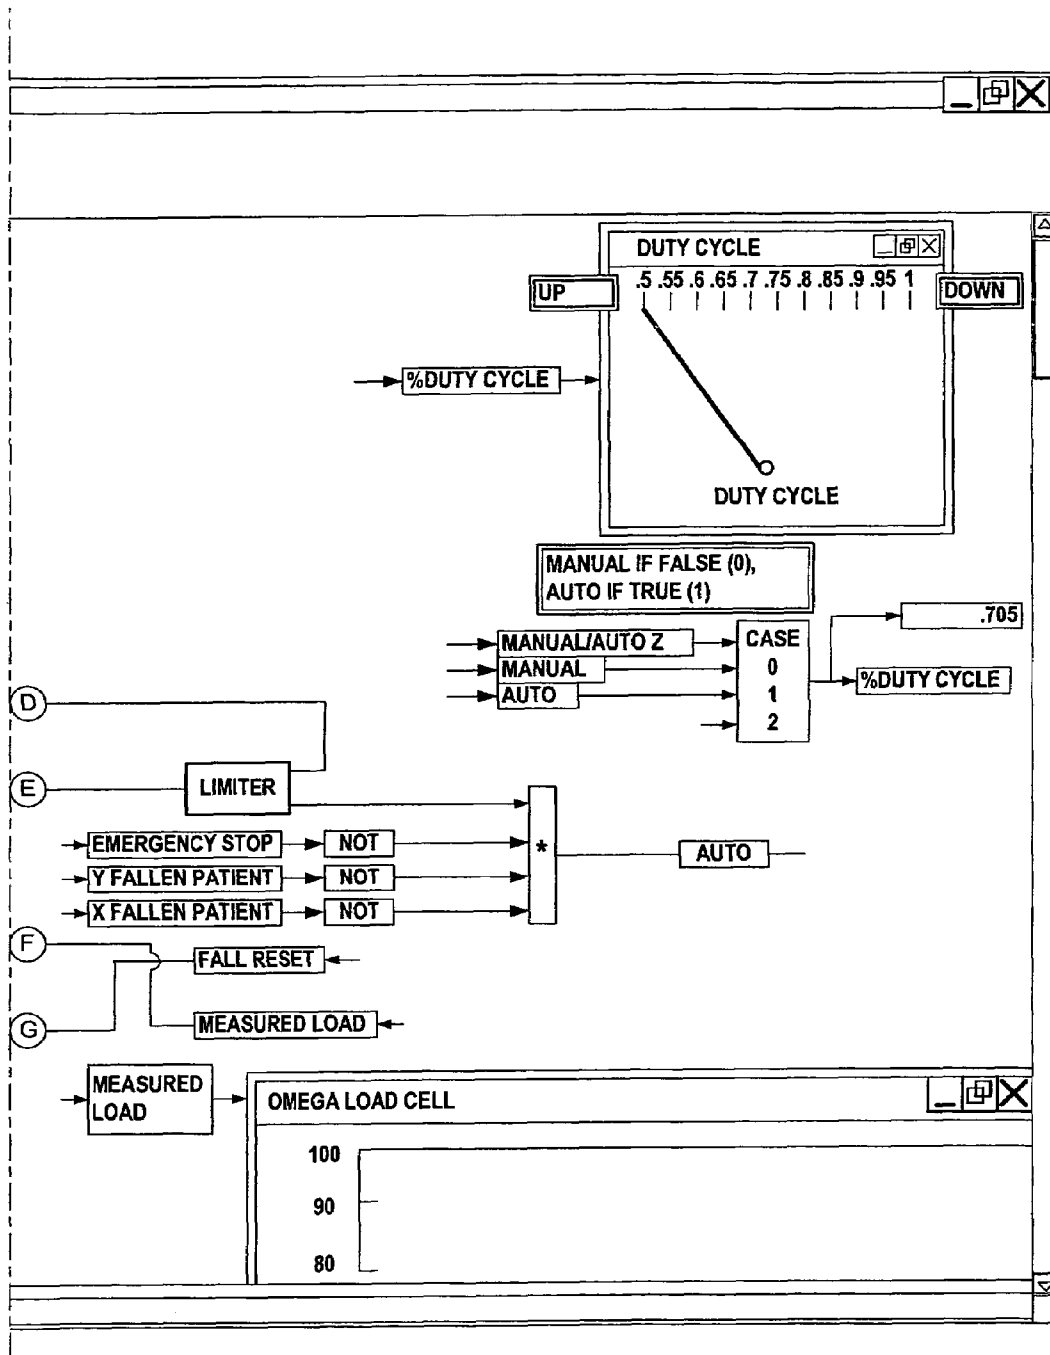 DUTY CYCLE
UP
.5 .55 .6 .65 .7 .75 .8 .85 .9 .95 1
DOWN
%DUTY CYCLE
DUTY CYCLE
MANUAL IF FALSE (0),
AUTO IF TRUE (1)
.705
MANUAL/AUTO Z
CASE
MANUAL
0
%DUTY CYCLE
AUTO
1
2
D
E
LIMITER
EMERGENCY STOP
NOT
*
AUTO
Y FALLEN PATIENT
NOT
X FALLEN PATIENT
NOT
F
FALL RESET
G
MEASURED LOAD
MEASURED
LOAD
OMEGA LOAD CELL
100
90
80